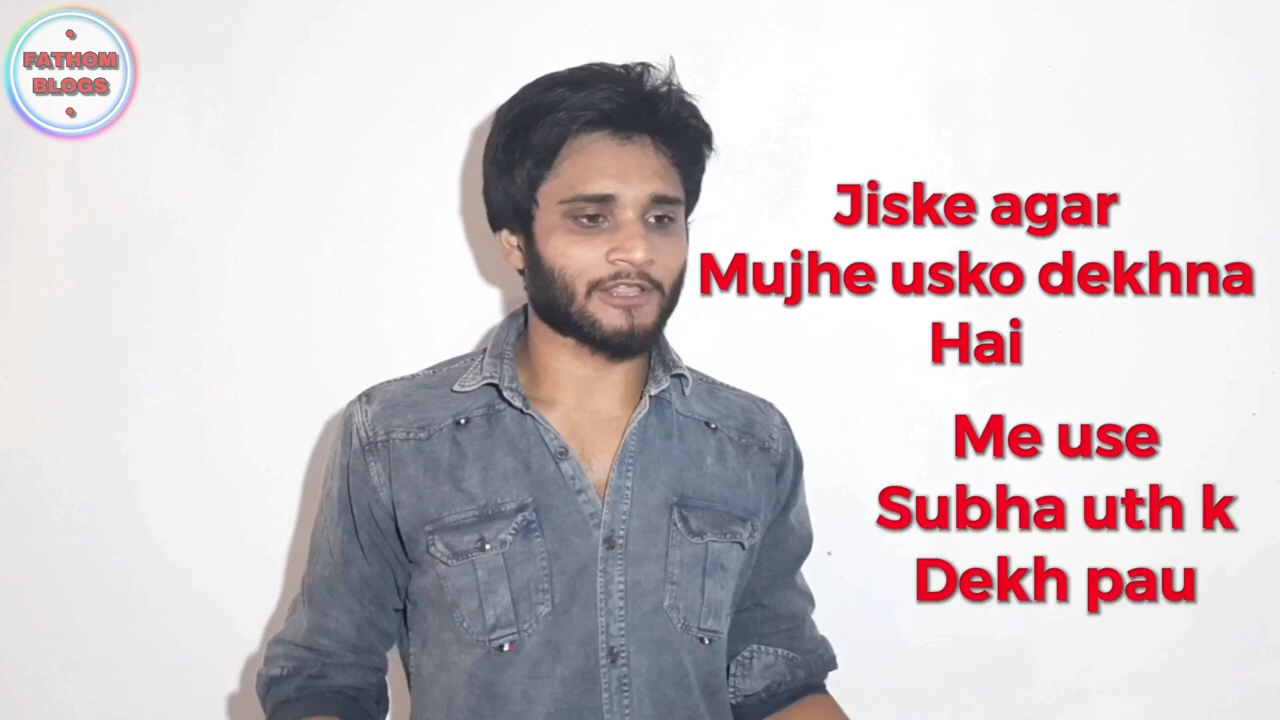 FATHOM
BLOGS
Jiske agar
Mujhe usko dekhna
Hai
Me use
Subha uth k
Dekh pau